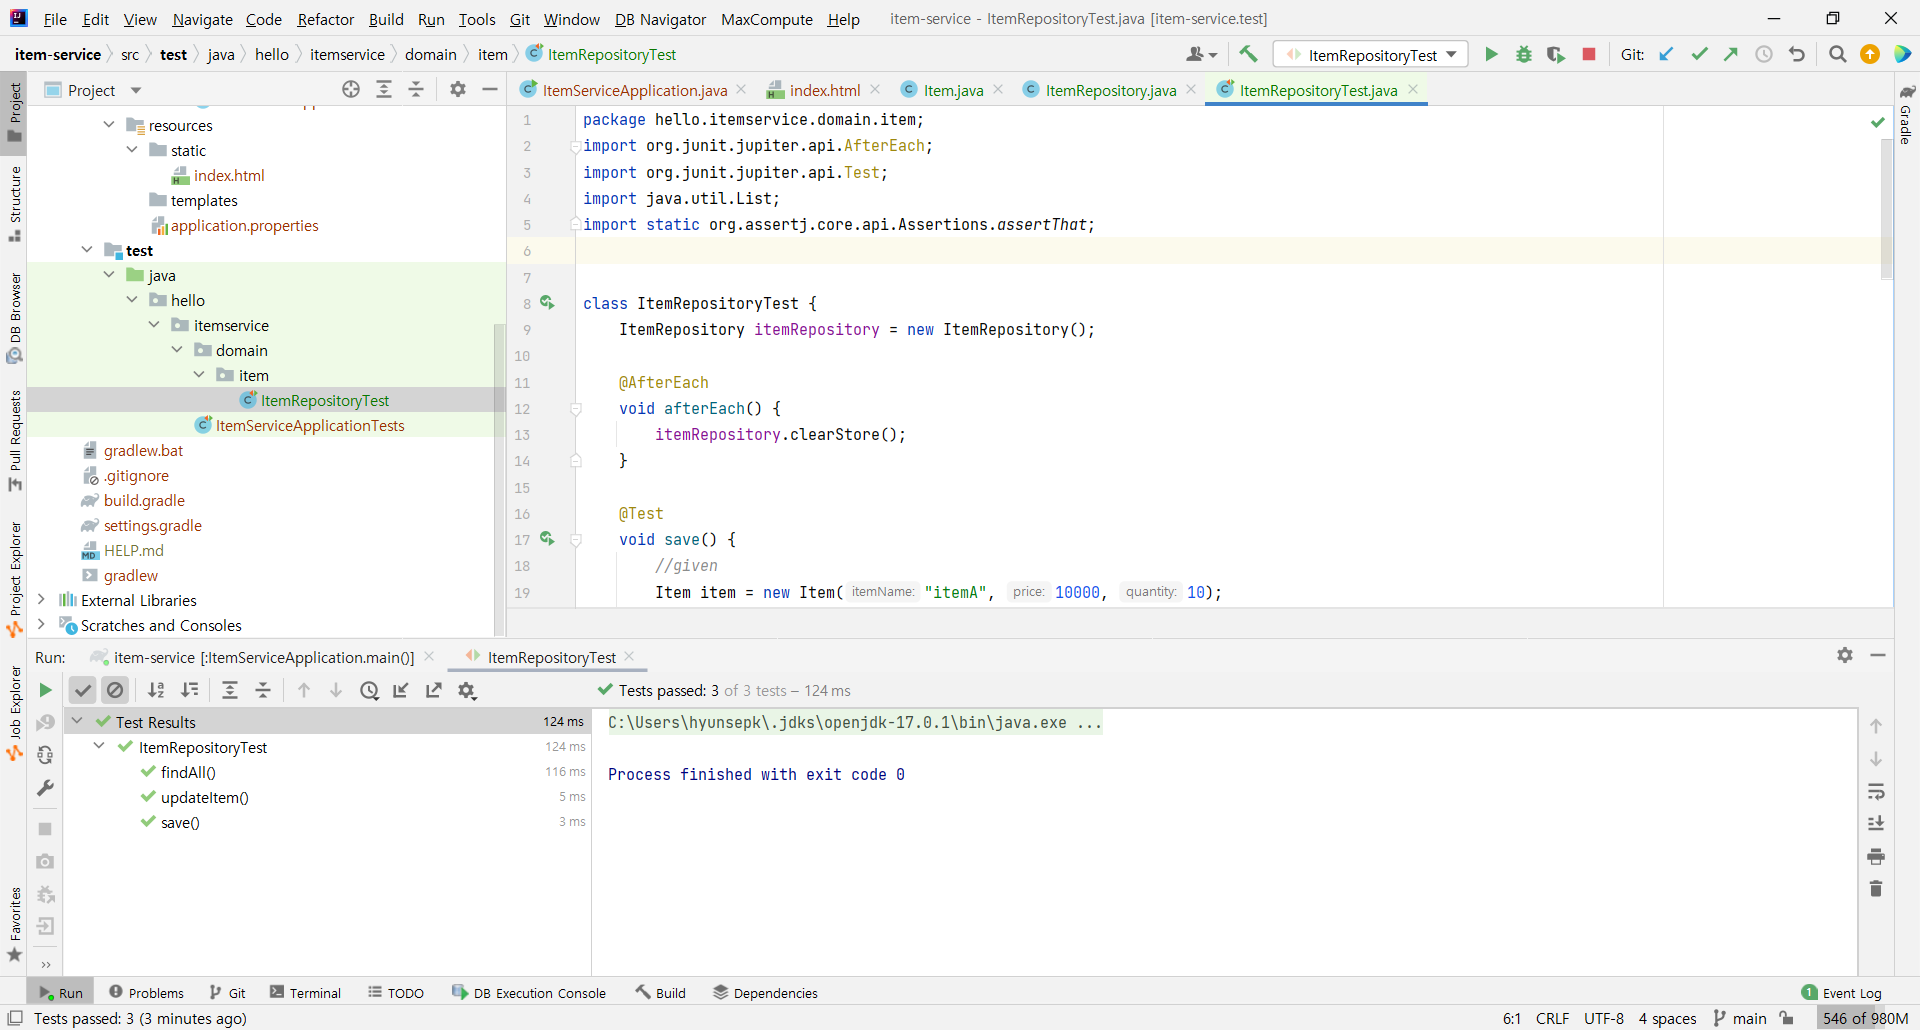 File Edit View Navigate Code Refactor Build Run Tools Git Window DB Navigator MaxCompute Help item-service - ItemRepositoryTest.java [item-service.test]
item-service src test java hello itemservice domain item ItemRepositoryTest ItemRepositoryTest Git:
Project
ItemServiceApplication.java index.html Item.java ItemRepository.java ItemRepositoryTest.java
Project
Structure
DB Browser
Pull Requests
Project Explorer
Job Explorer
Favorites
Gradle
resources
static
index.html
templates
application.properties
test
java
hello
itemservice
domain
item
ItemRepositoryTest
ItemServiceApplicationTests
gradlew.bat
.gitignore
build.gradle
settings.gradle
HELP.md
gradlew
External Libraries
Scratches and Consoles
1 package hello.itemservice.domain.item;
2 import org.junit.jupiter.api.AfterEach;
3 import org.junit.jupiter.api.Test;
4 import java.util.List;
5 import static org.assertj.core.api.Assertions.assertThat;
6
7
8 class ItemRepositoryTest {
9 ItemRepository itemRepository = new ItemRepository();
10
11 @AfterEach
12 void afterEach() {
13 itemRepository.clearStore();
14 }
15
16 @Test
17 void save() {
18 //given
19 Item item = new Item( itemName: "itemA", price: 10000, quantity: 10);
Run: item-service [:ItemServiceApplication.main()] ItemRepositoryTest
Tests passed: 3 of 3 tests – 124 ms
Test Results 124 ms
ItemRepositoryTest 124 ms
findAll() 116 ms
updateItem() 5 ms
save() 3 ms
C:\Users\hyunsepk\.jdks\openjdk-17.0.1\bin\java.exe ...
Process finished with exit code 0
Run Problems Git Terminal TODO DB Execution Console Build Dependencies 1 Event Log
Tests passed: 3 (3 minutes ago) 6:1 CRLF UTF-8 4 spaces main 546 of 980M